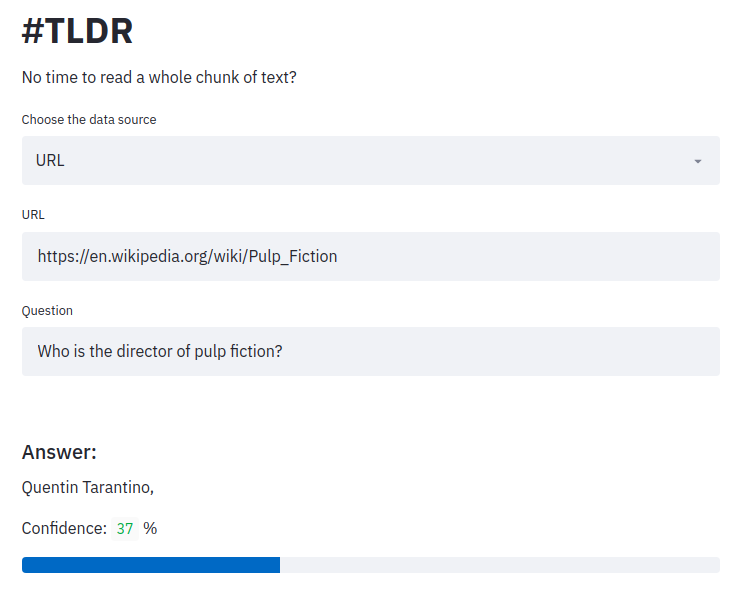 #TLDR
No time to read a whole chunk of text?
Choose the data source
URL
URL
https://en.wikipedia.org/wiki/Pulp_Fiction
Question
Who is the director of pulp fiction?
Answer:
Quentin Tarantino,
Confidence: 37 %